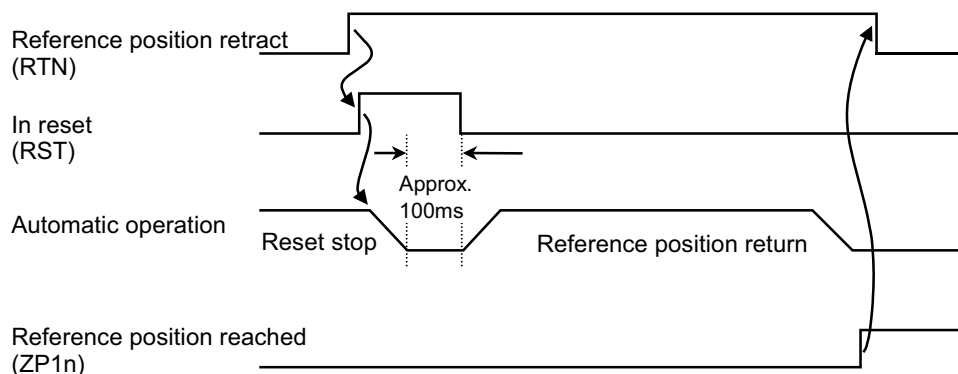 Reference position retract
(RTN)
In reset
(RST)
Approx.
100ms
Automatic operation
Reset stop
Reference position return
Reference position reached
(ZP1n)